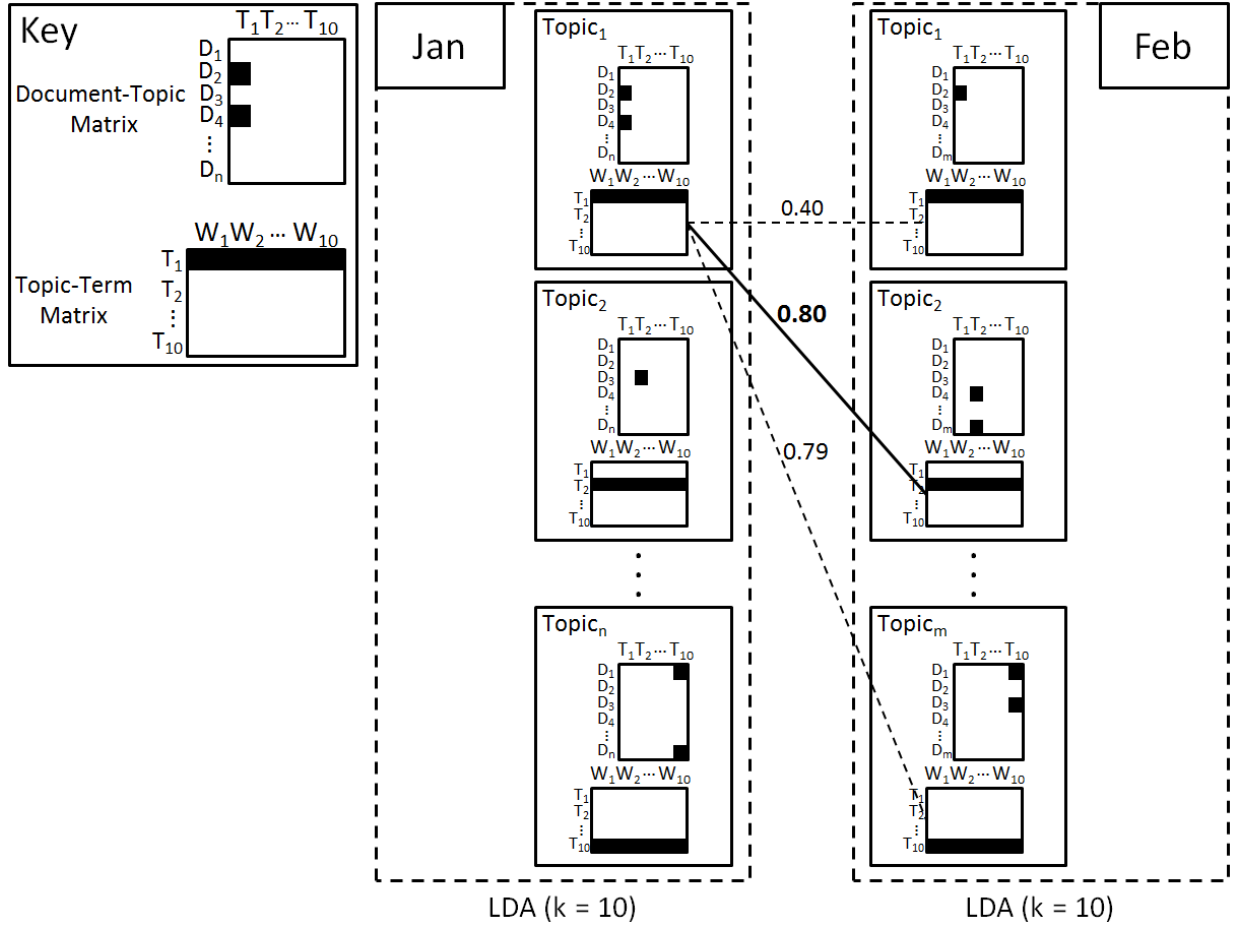 Key
T₁T₂⋯ T₁₀
D₁
D₂
D₃
D₄
⋮
Dₙ
Document-Topic
Matrix
W₁W₂ ⋯ W₁₀
T₁
T₂
⋮
T₁₀
Topic-Term
Matrix
Jan
Topic₁
T₁T₂⋯T₁₀
D₁
D₂
D₃
D₄
⋮
Dₙ
W₁W₂⋯W₁₀
T₁
T₂
⋮
T₁₀
Topic₂
T₁T₂⋯T₁₀
D₁
D₂
D₃
D₄
⋮
Dₙ
W₁W₂⋯W₁₀
T₁
T₂
⋮
T₁₀
Topicₙ
T₁T₂⋯T₁₀
D₁
D₂
D₃
D₄
⋮
Dₙ
W₁W₂⋯W₁₀
T₁
T₂
⋮
T₁₀
LDA (k = 10)
0.40
0.80
0.79
Feb
Topic₁
T₁T₂⋯T₁₀
D₁
D₂
D₃
D₄
⋮
Dₘ
W₁W₂⋯W₁₀
T₁
T₂
⋮
T₁₀
Topic₂
T₁T₂⋯T₁₀
D₁
D₂
D₃
D₄
⋮
Dₘ
W₁W₂⋯W₁₀
T₁
T₂
⋮
T₁₀
Topicₘ
T₁T₂⋯T₁₀
D₁
D₂
D₃
D₄
⋮
Dₘ
W₁W₂⋯W₁₀
T₁
T₂
⋮
T₁₀
LDA (k = 10)